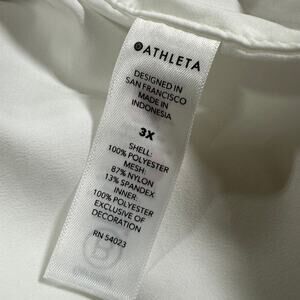 ATHLETA
DESIGNED IN
SAN FRANCISCO
MADE IN
INDONESIA
3X
SHELL:
100% POLYESTER
MESH:
87% NYLON
13% SPANDEX
INNER:
100% POLYESTER
EXCLUSIVE OF
DECORATION
RN 54023
B